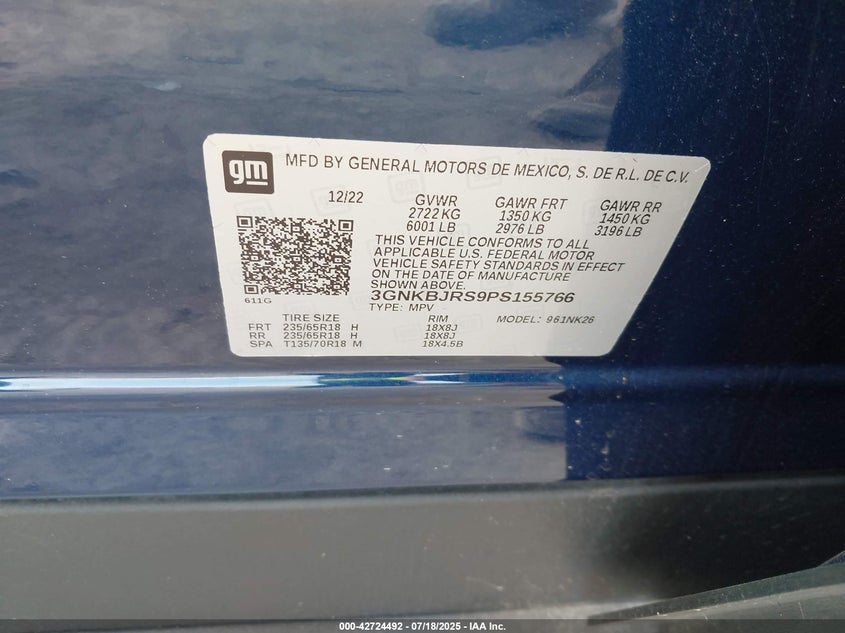 gm MFD BY GENERAL MOTORS DE MEXICO, S. DE R.L. DE C.V.
12/22 GVWR GAWR FRT GAWR RR
2722 KG 1350 KG 1450 KG
6001 LB 2976 LB 3196 LB
THIS VEHICLE CONFORMS TO ALL
APPLICABLE U.S. FEDERAL MOTOR
VEHICLE SAFETY STANDARDS IN EFFECT
ON THE DATE OF MANUFACTURE
SHOWN ABOVE.
611G 3GNKBJRS9PS155766
TYPE: MPV MODEL: 961NK26
TIRE SIZE RIM
FRT 235/65R18 H 18X8J
RR 235/65R18 H 18X8J
SPA T135/70R18 M 18X4.5B
000-42724492 - 07/18/2025 - IAA Inc.